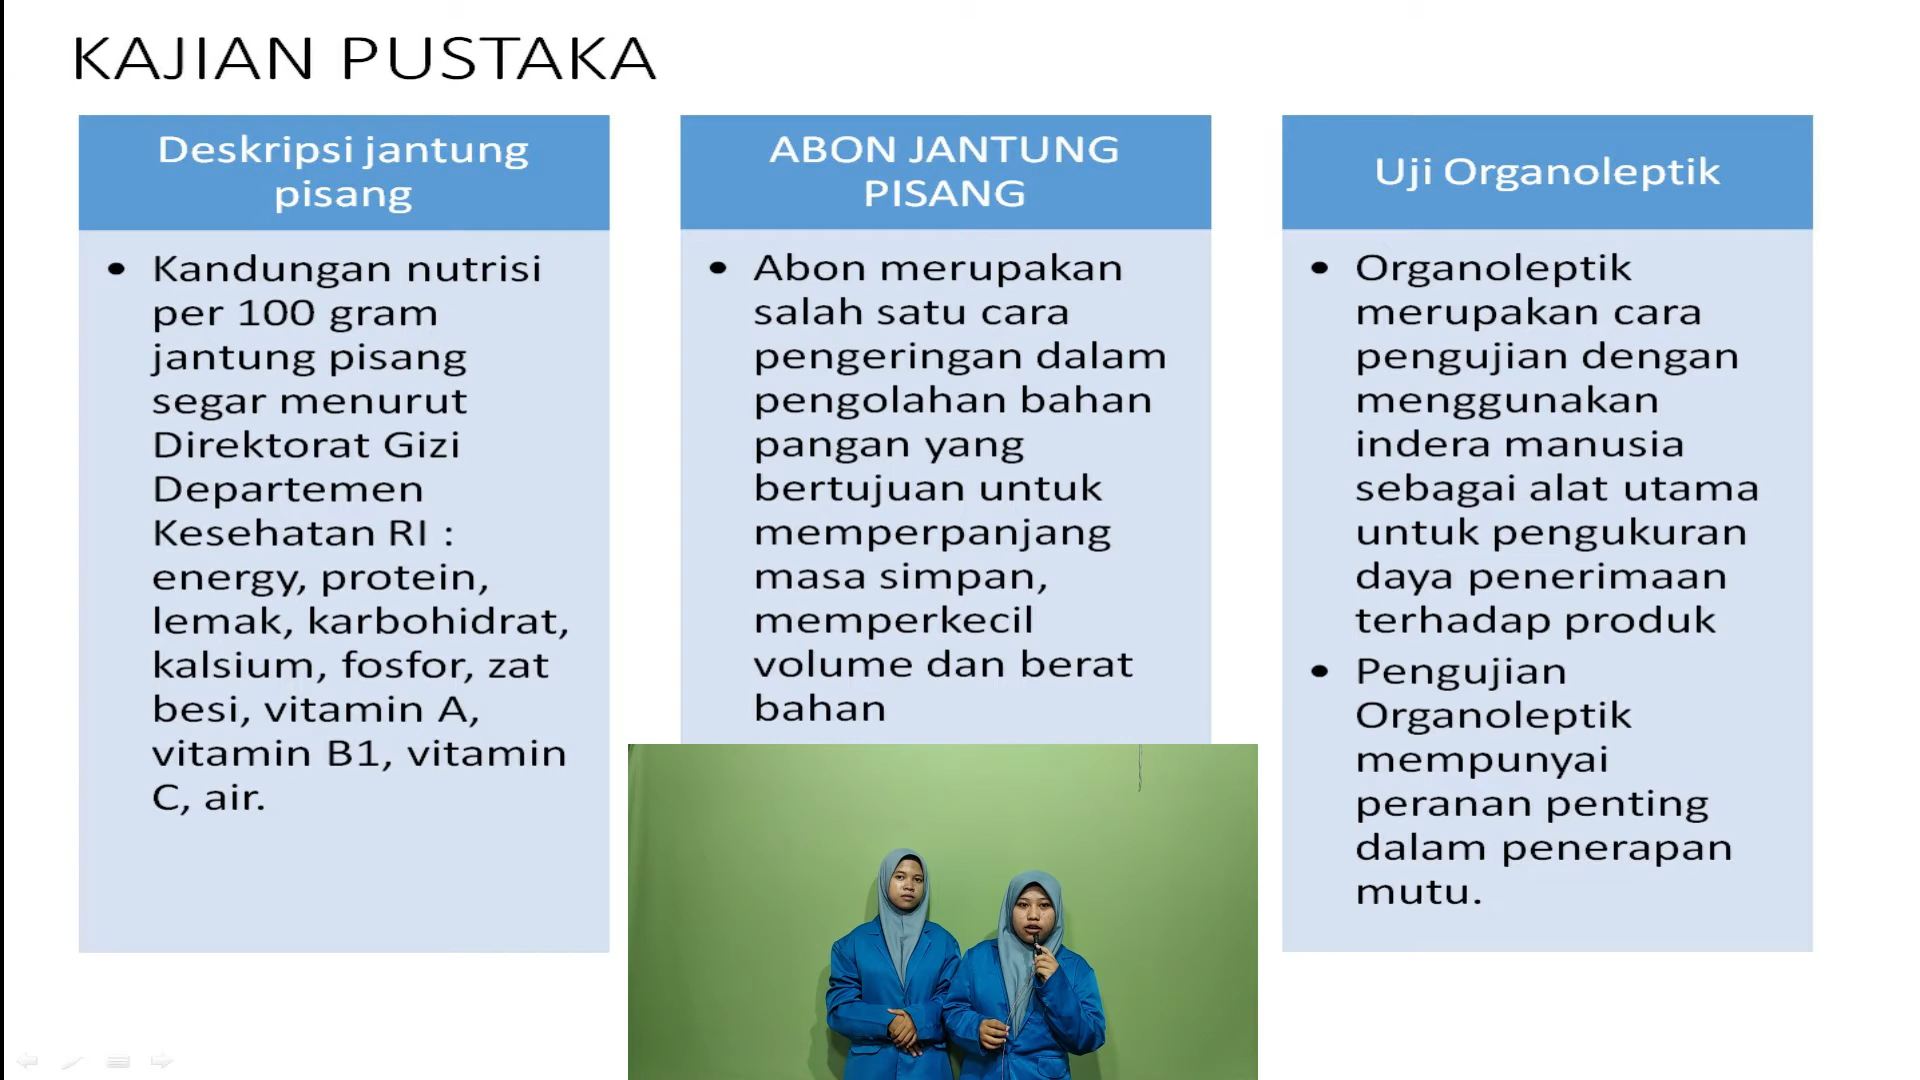 KAJIAN PUSTAKA
Deskripsi jantung
pisang
• Kandungan nutrisi
per 100 gram
jantung pisang
segar menurut
Direktorat Gizi
Departemen
Kesehatan RI :
energy, protein,
lemak, karbohidrat,
kalsium, fosfor, zat
besi, vitamin A,
vitamin B1, vitamin
C, air.
ABON JANTUNG
PISANG
• Abon merupakan
salah satu cara
pengeringan dalam
pengolahan bahan
pangan yang
bertujuan untuk
memperpanjang
masa simpan,
memperkecil
volume dan berat
bahan
Uji Organoleptik
• Organoleptik
merupakan cara
pengujian dengan
menggunakan
indera manusia
sebagai alat utama
untuk pengukuran
daya penerimaan
terhadap produk
• Pengujian
Organoleptik
mempunyai
peranan penting
dalam penerapan
mutu.